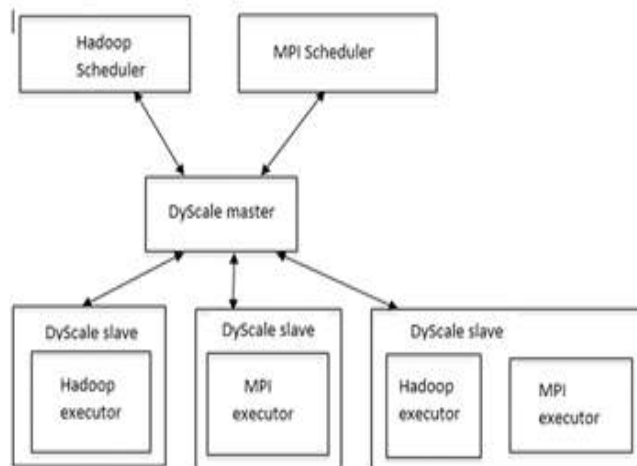 Hadoop
Scheduler
MPI Scheduler
DyScale master
DyScale slave
Hadoop
executor
DyScale slave
MPI
executor
DyScale slave
Hadoop
executor
MPI
executor